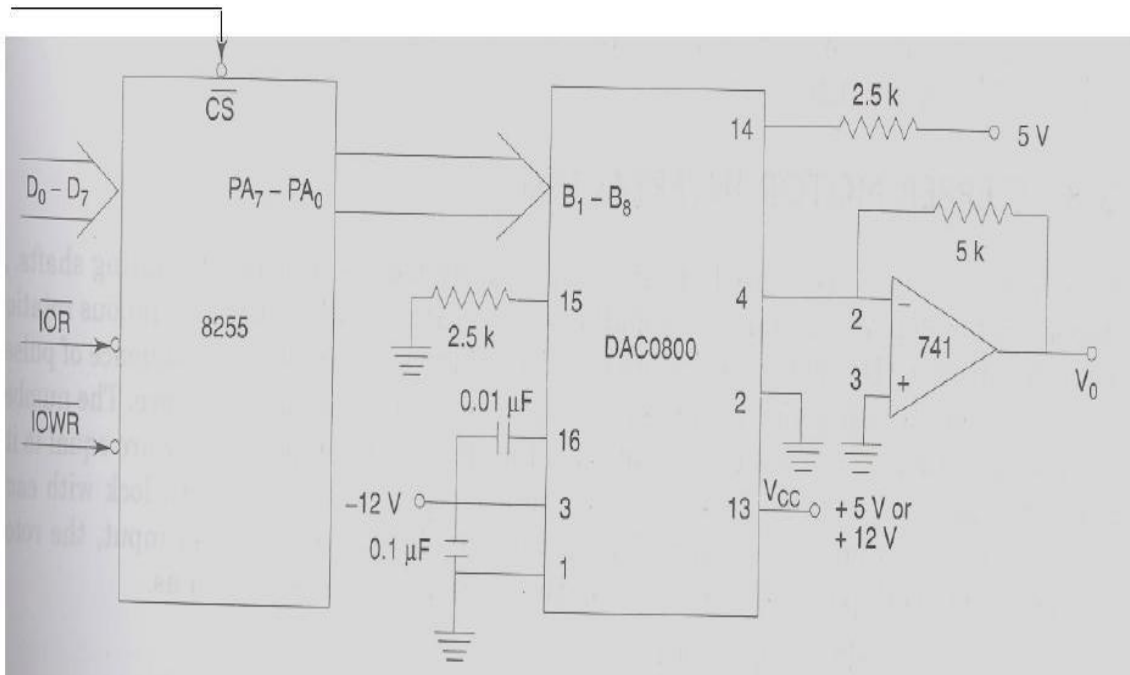 CS
D0 – D7
PA7 – PA0
IOR
8255
IOWR
B1 – B8
14
2.5 k
5 V
5 k
15
2.5 k
DAC0800
4
2
741
3
+
–
V0
0.01 μF
16
2
–12 V
3
13
VCC
+ 5 V or
+ 12 V
0.1 μF
1